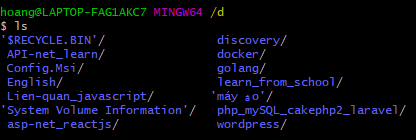 hoang@LAPTOP-FAG1AKC7 MINGW64 /d
$ ls
'$RECYCLE.BIN'/ discovery/
API-net_learn/ docker/
Config.Msi/ golang/
English/ learn_from_school/
Lien-quan_javascript/ 'máy ảo'/
'System Volume Information'/ php_mySQL_cakephp2_laravel/
asp-net_reactjs/ wordpress/